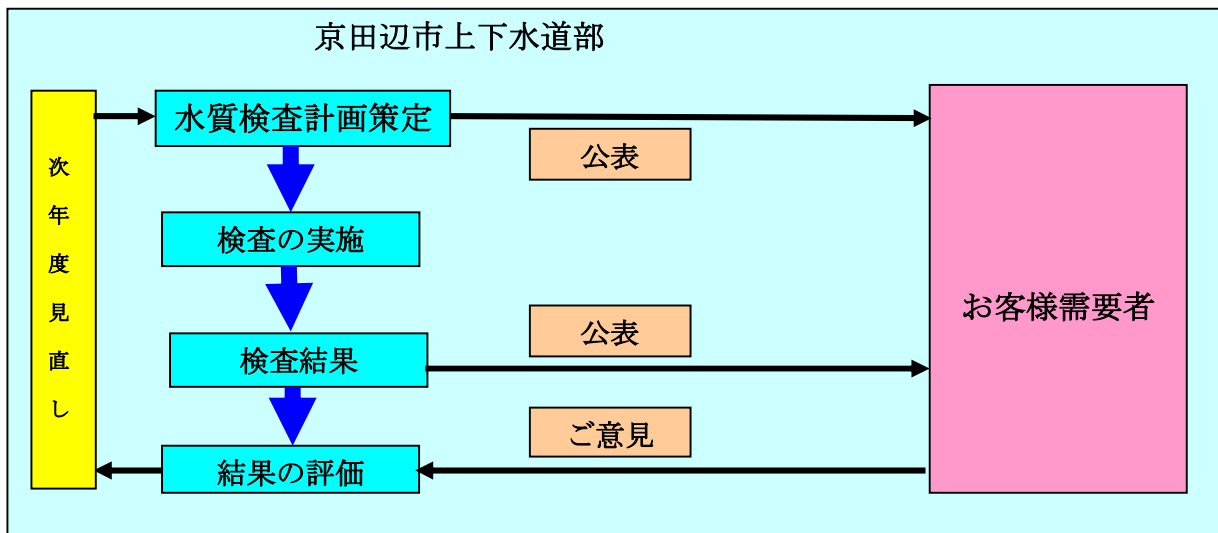 京田辺市上下水道部
水質検査計画策定
公表
次年度見直し
検査の実施
お客様需要者
公表
検査結果
ご意見
結果の評価